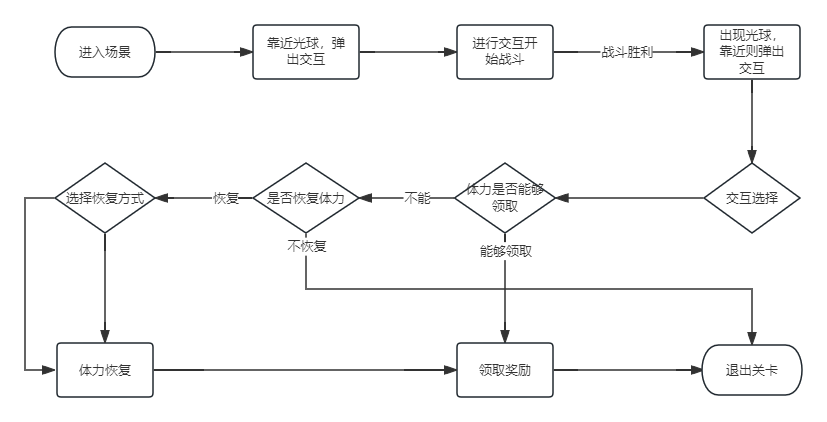 进入场景
靠近光球，弹
出交互
进行交互开
始战斗
战斗胜利
出现光球，
靠近则弹出
交互
选择恢复方式
恢复
是否恢复体力
不能
体力是否能够
领取
交互选择
不恢复
能够领取
体力恢复
领取奖励
退出关卡